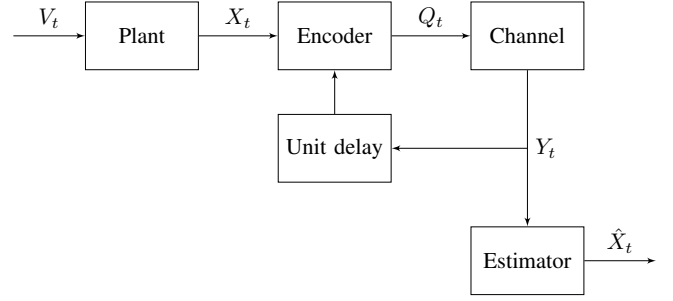 V_t
Plant
X_t
Encoder
Q_t
Channel
Unit delay
Y_t
Estimator
X̂_t